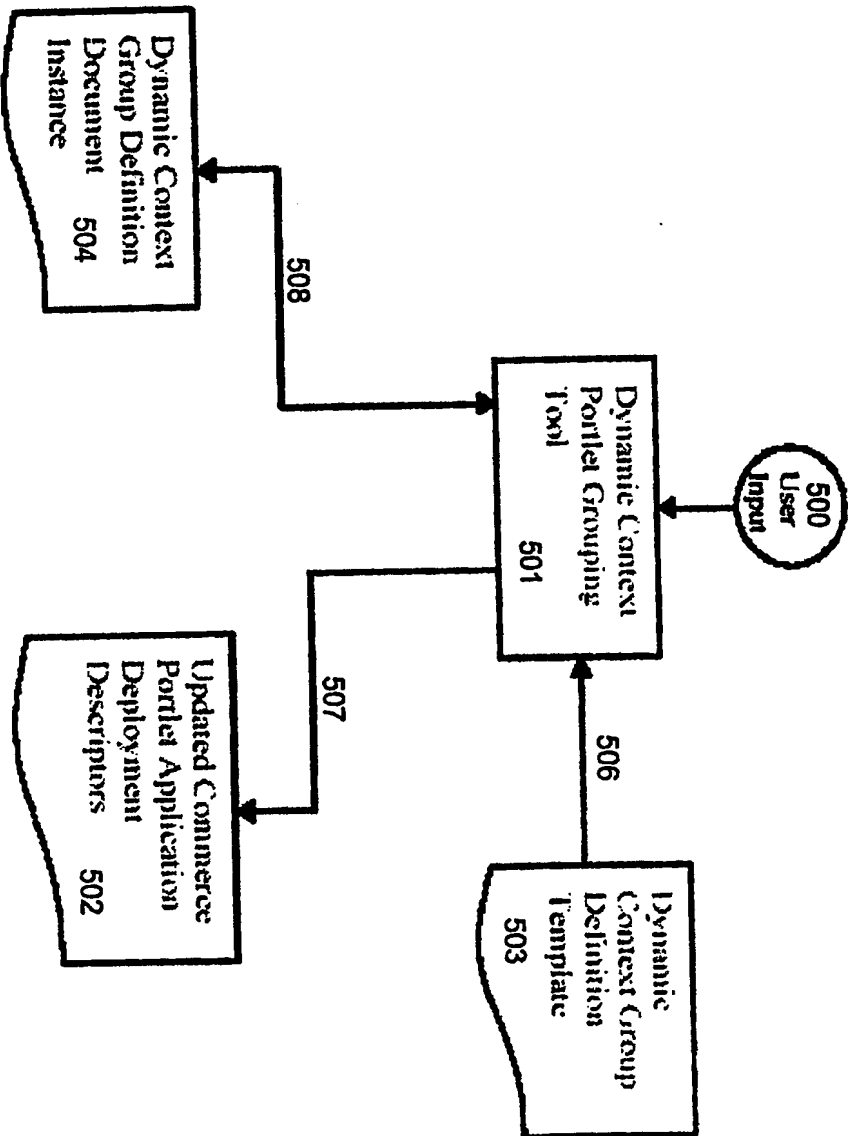 500
User
Input
Dynamic Context
Portlet Grouping
Tool
501
506
Dynamic
Context Group
Definition
Template
503
508
507
Dynamic Context
Group Definition
Document
Instance 504
Updated Commerce
Portlet Application
Deployment
Descriptors 502